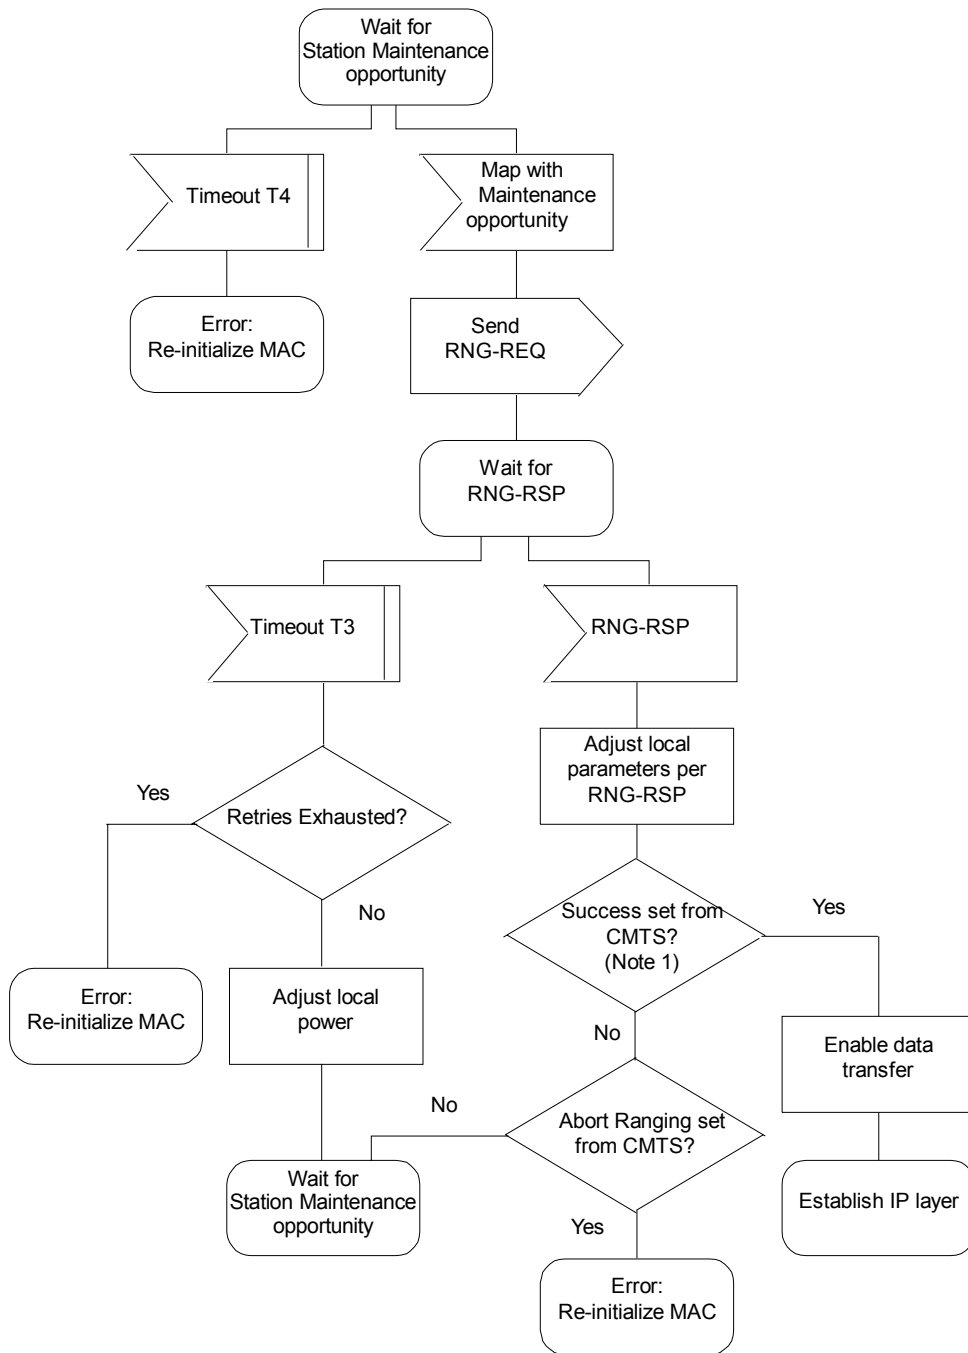 Wait for
Station Maintenance
opportunity
Timeout T4
Map with
Maintenance
opportunity
Error:
Re-initialize MAC
Send
RNG-REQ
Wait for
RNG-RSP
Timeout T3
RNG-RSP
Adjust local
parameters per
RNG-RSP
Yes
Retries Exhausted?
No
Success set from
CMTS?
(Note 1)
Yes
Error:
Re-initialize MAC
Adjust local
power
No
Enable data
transfer
No
Abort Ranging set
from CMTS?
Wait for
Station Maintenance
opportunity
Yes
Establish IP layer
Error:
Re-initialize MAC